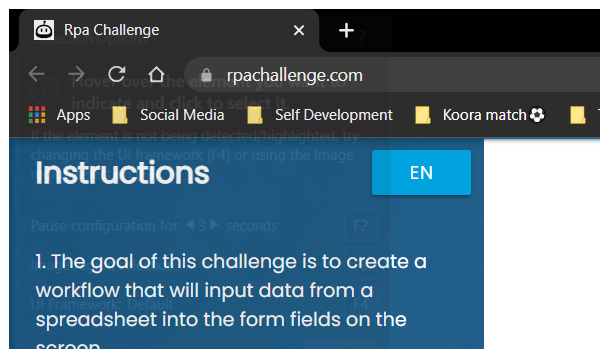 Rpa Challenge
rpachallenge.com
Apps Social Media Self Development Koora match⚽
Hover over the element you want to
indicate and click to select it
If the element is not being detected/highlighted, try
changing the UI framework (F4) or using the Image
Instructions
EN
Pause configuration for 3 seconds F2
1. The goal of this challenge is to create a
UI Framework: Default F4
workflow that will input data from a
spreadsheet into the form fields on the
screen